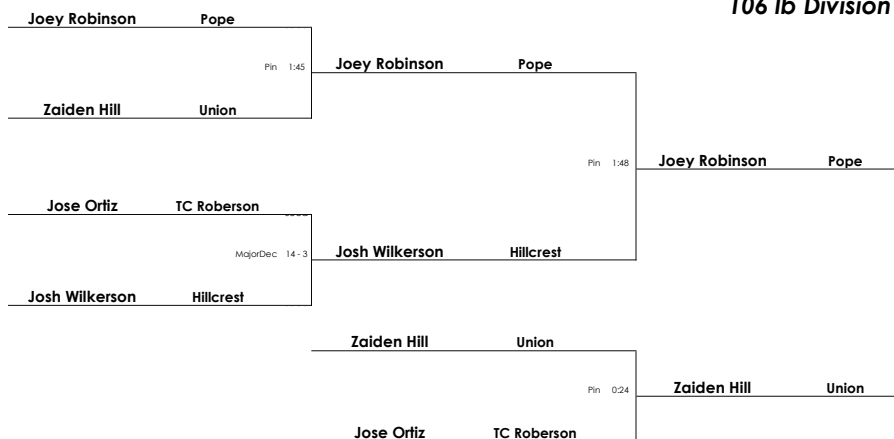 106 lb Division
Joey Robinson Pope
Pin 1:45
Joey Robinson Pope
Zaiden Hill Union
Pin 1:48
Joey Robinson Pope
Jose Ortiz TC Roberson
MajorDec 14 - 3
Josh Wilkerson Hillcrest
Josh Wilkerson Hillcrest
Zaiden Hill Union
Pin 0:24
Zaiden Hill Union
Jose Ortiz TC Roberson